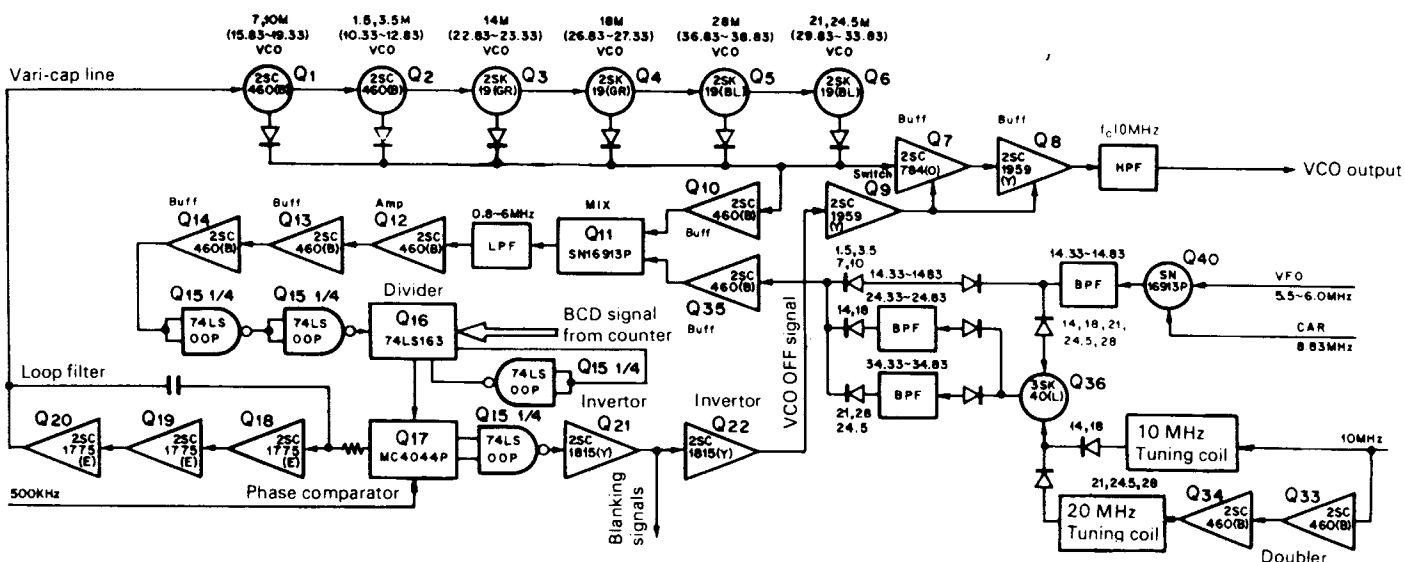 7,10M
(15.83~19.33)
VCO
1.5,3.5M
(10.33~12.83)
VCO
14M
(22.83~23.33)
VCO
18M
(26.83~27.33)
VCO
28M
(36.83~38.83)
VCO
21,24.5M
(29.83~33.83)
VCO
Vari-cap line
2SC
460(B)
Q1
2SC
460(B)
Q2
2SK
19(GR)
Q3
2SK
19(GR)
Q4
2SK
19(BL)
Q5
2SK
19(BL)
Q6
Buff
Q7
2SC
784(O)
Buff
Q8
2SC
1959
(Y)
fc10MHz
HPF
VCO output
Switch
Q9
2SC
1959
(Y)
Q10
2SC
460(B)
Buff
Buff
Q14
2SC
460(B)
Buff
Q13
2SC
460(B)
Amp
Q12
2SC
460(B)
0.8~6MHz
LPF
MIX
Q11
SN16913P
2SC
460(B)
Q35
Buff
Q15 1/4
74LS
00P
Q15 1/4
74LS
00P
Divider
Q16
74LS163
BCD signal
from counter
74LS
00P
Q15 1/4
VCO OFF signal
1.5,3.5
7,10
14.33~14.83
14,18
24.33~24.83
BPF
34.33~34.83
BPF
21,28
24.5
14.33~14.83
BPF
Q40
SN
16913P
VFO
5.5~6.0MHz
CAR
8.83MHz
14,18,21,
24.5,28
3SK
40(L)
Q36
Loop filter
Q20
2SC
1775
(E)
Q19
2SC
1775
(E)
Q18
2SC
1775
(E)
Q17
MC4044P
Phase comparator
500KHz
Q15 1/4
74LS
00P
Invertor
Q21
2SC
1815(Y)
Blanking
signals
Invertor
Q22
2SC
1815(Y)
14,18
10 MHz
Tuning coil
10MHz
21,24.5,28
20 MHz
Tuning coil
Q34
2SC
460(B)
Q33
2SC
460(B)
Doubler